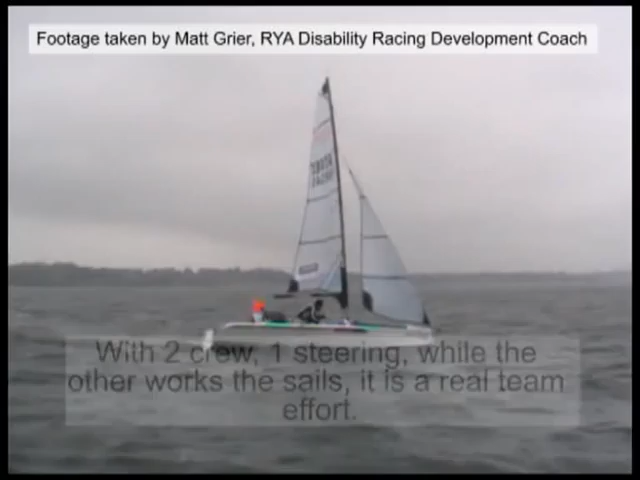 Footage taken by Matt Grier, RYA Disability Racing Development Coach
With 2 crew, 1 steering, while the
other works the sails, it is a real team
effort.